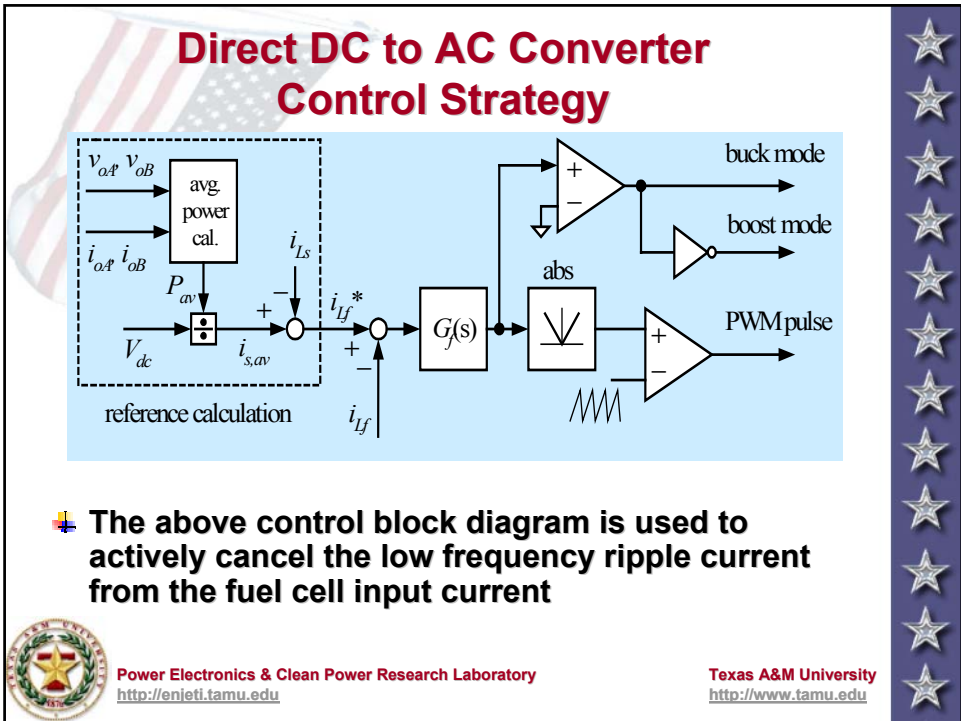 Direct DC to AC Converter
Control Strategy
v_oA, v_oB
i_oA, i_oB
avg.
power
cal.
P_av
÷
V_dc
i_s,av
i_Ls
+
−
i_Lf*
+
−
i_Lf
reference calculation
G_f(s)
abs
+
−
buck mode
boost mode
+
−
PWM pulse
The above control block diagram is used to
actively cancel the low frequency ripple current
from the fuel cell input current
TEXAS A&M UNIVERSITY
1876
Power Electronics & Clean Power Research Laboratory
http://enjeti.tamu.edu
Texas A&M University
http://www.tamu.edu